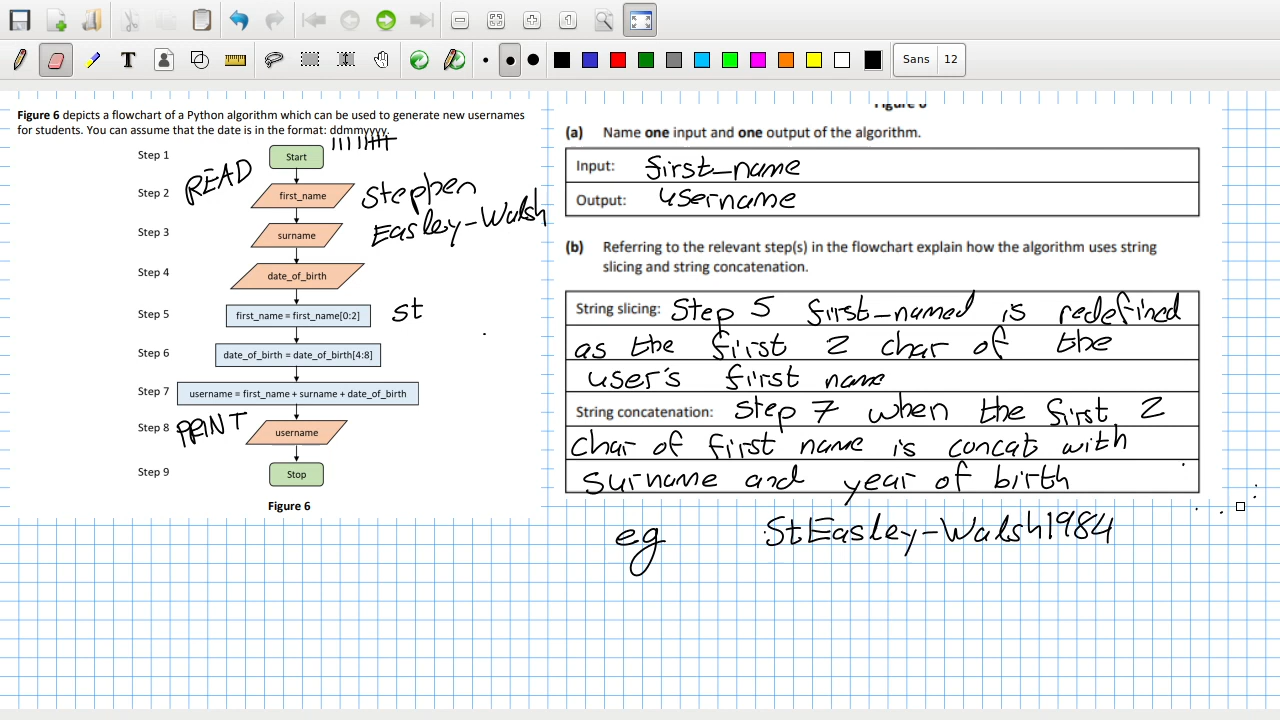 Sans 12
Figure 6 depicts a flowchart of a Python algorithm which can be used to generate new usernames
for students. You can assume that the date is in the format: ddmmyyyy.
Step 1 Start
READ
Step 2 first_name Stephen
Step 3 surname Easley-Walsh
Step 4 date_of_birth
Step 5 first_name = first_name[0:2] St
Step 6 date_of_birth = date_of_birth[4:8]
Step 7 username = first_name + surname + date_of_birth
PRINT
Step 8 username
Step 9 Stop
Figure 6
Figure 6
(a) Name one input and one output of the algorithm.
Input: first_name
Output: username
(b) Referring to the relevant step(s) in the flowchart explain how the algorithm uses string
slicing and string concatenation.
String slicing: Step 5 first_named is redefined
as the first 2 char of the
user's first name
String concatenation: Step 7 when the first 2
char of first name is concat with
surname and year of birth
eg StEasley-Walsh1984